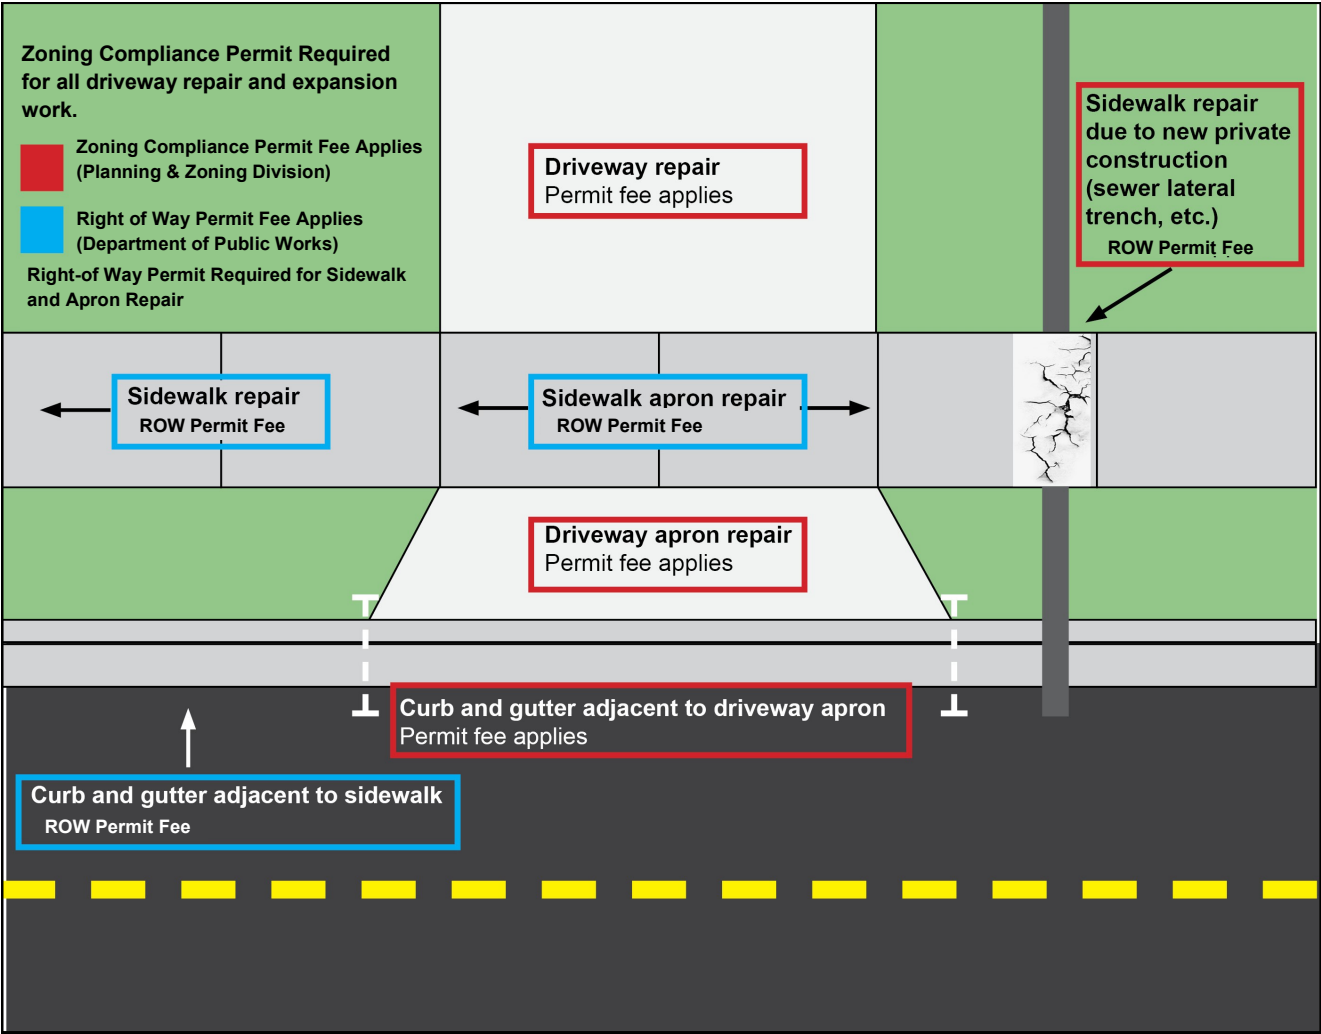 Zoning Compliance Permit Required
for all driveway repair and expansion
work.
Zoning Compliance Permit Fee Applies
(Planning & Zoning Division)
Right of Way Permit Fee Applies
(Department of Public Works)
Right-of Way Permit Required for Sidewalk
and Apron Repair
Driveway repair
Permit fee applies
Sidewalk repair
due to new private
construction
(sewer lateral
trench, etc.)
ROW Permit Fee
Sidewalk repair
ROW Permit Fee
Sidewalk apron repair
ROW Permit Fee
Driveway apron repair
Permit fee applies
Curb and gutter adjacent to driveway apron
Permit fee applies
Curb and gutter adjacent to sidewalk
ROW Permit Fee